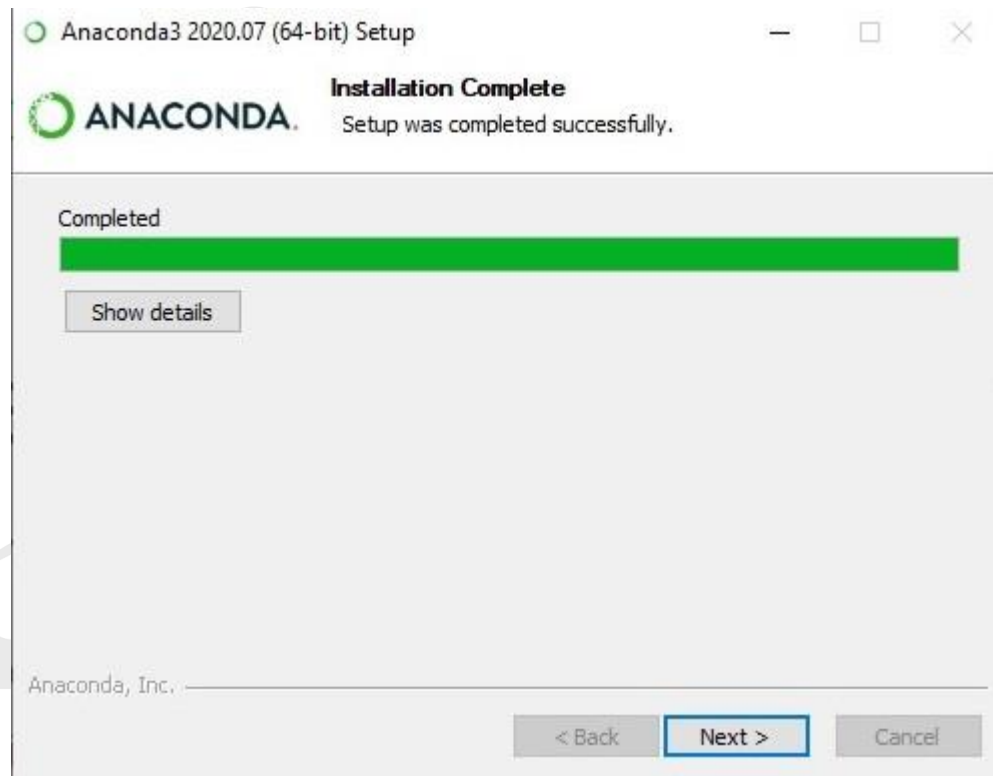 Anaconda3 2020.07 (64-bit) Setup
ANACONDA.
Installation Complete
Setup was completed successfully.
Completed
Show details
Anaconda, Inc.
< Back
Next >
Cancel